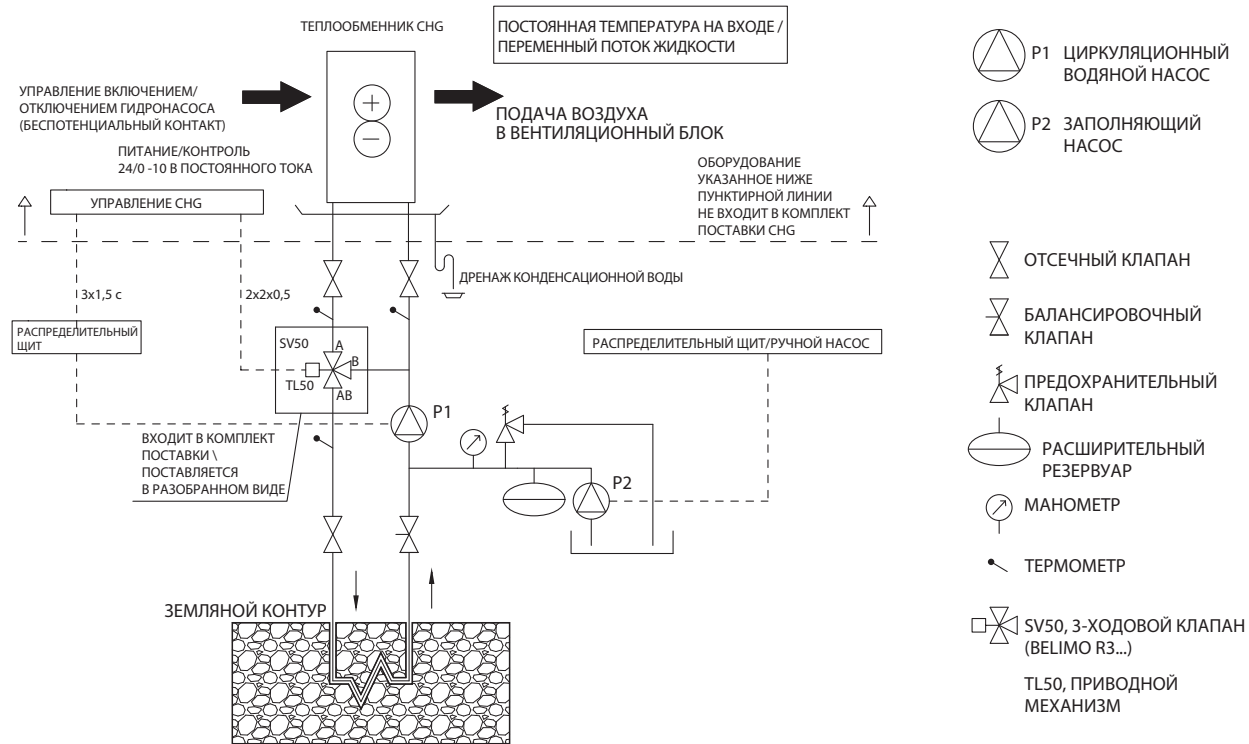 ТЕПЛООБМЕННИК CHG
ПОСТОЯННАЯ ТЕМПЕРАТУРА НА ВХОДЕ /
ПЕРЕМЕННЫЙ ПОТОК ЖИДКОСТИ
УПРАВЛЕНИЕ ВКЛЮЧЕНИЕМ/
ОТКЛЮЧЕНИЕМ ГИДРОНАСОСА
(БЕСПОТЕНЦИАЛЬНЫЙ КОНТАКТ)
ПОДАЧА ВОЗДУХА
В ВЕНТИЛЯЦИОННЫЙ БЛОК
ПИТАНИЕ/КОНТРОЛЬ
24/0 -10 В ПОСТОЯННОГО ТОКА
УПРАВЛЕНИЕ CHG
ОБОРУДОВАНИЕ
УКАЗАННОЕ НИЖЕ
ПУНКТИРНОЙ ЛИНИИ
НЕ ВХОДИТ В КОМПЛЕКТ
ПОСТАВКИ CHG
ДРЕНАЖ КОНДЕНСАЦИОННОЙ ВОДЫ
3x1,5 c
2x2x0,5
РАСПРЕДЕЛИТЕЛЬНЫЙ
ЩИТ
SV50
A
B
TL50
AB
РАСПРЕДЕЛИТЕЛЬНЫЙ ЩИТ/РУЧНОЙ НАСОС
P1
ВХОДИТ В КОМПЛЕКТ
ПОСТАВКИ \
ПОСТАВЛЯЕТСЯ
В РАЗОБРАННОМ ВИДЕ
P2
ЗЕМЛЯНОЙ КОНТУР
P1 ЦИРКУЛЯЦИОННЫЙ
ВОДЯНОЙ НАСОС
P2 ЗАПОЛНЯЮЩИЙ
НАСОС
ОТСЕЧНЫЙ КЛАПАН
БАЛАНСИРОВОЧНЫЙ
КЛАПАН
ПРЕДОХРАНИТЕЛЬНЫЙ
КЛАПАН
РАСШИРИТЕЛЬНЫЙ
РЕЗЕРВУАР
МАНОМЕТР
ТЕРМОМЕТР
SV50, 3-ХОДОВОЙ КЛАПАН
(BELIMO R3...)
TL50, ПРИВОДНОЙ
МЕХАНИЗМ